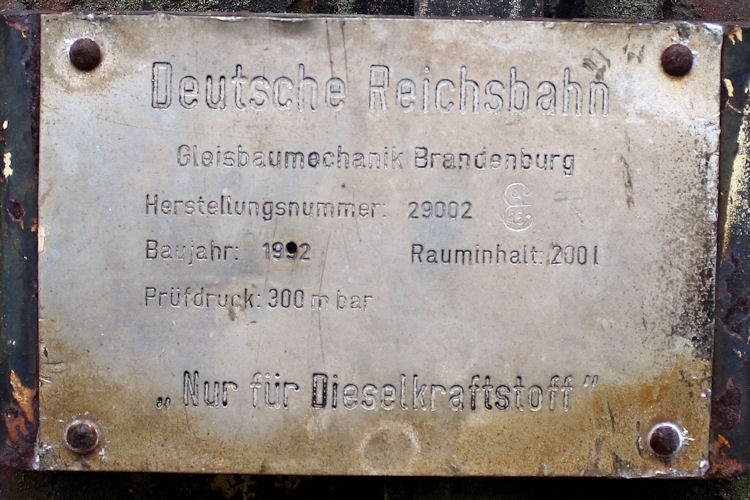 Deutsche Reichsbahn
Gleisbaumechanik Brandenburg
Herstellungsnummer: 29002
Baujahr: 1992 Rauminhalt: 200 l
Prüfdruck: 300 m bar
„Nur für Dieselkraftstoff”